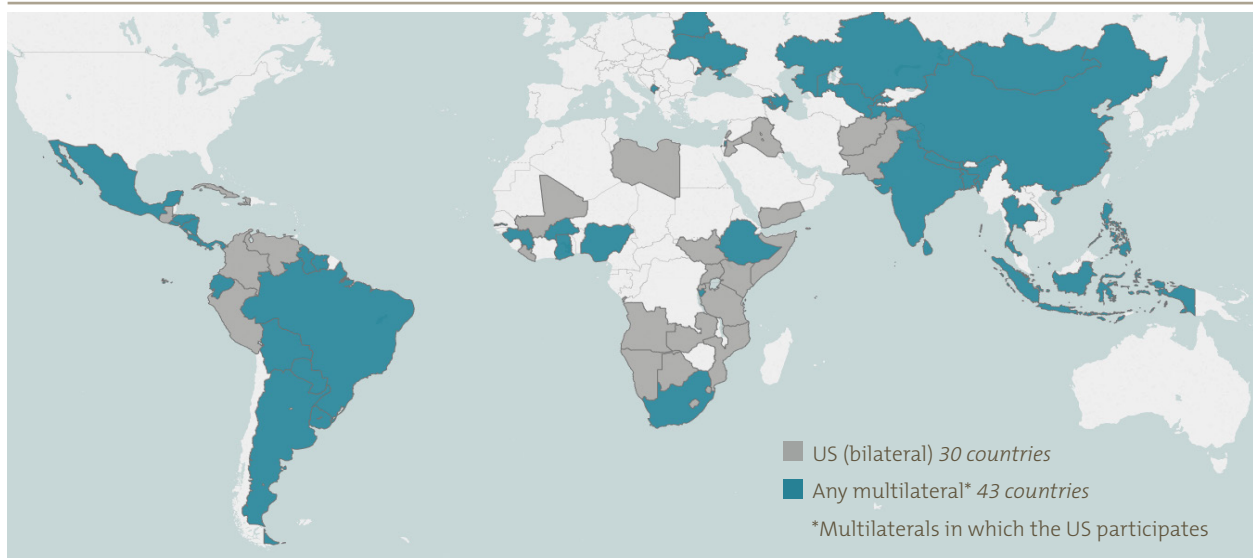 US (bilateral) 30 countries
Any multilateral* 43 countries
*Multilaterals in which the US participates